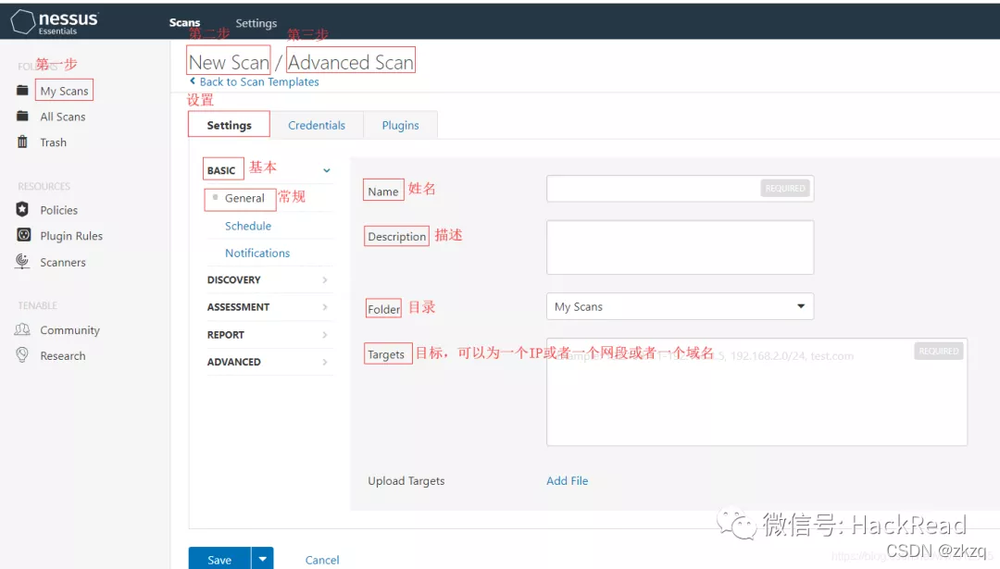 nessus
Essentials
Scans
Settings
第二步
第三步
New Scan / Advanced Scan
Back to Scan Templates
FOLDERS
第一步
My Scans
All Scans
Trash
RESOURCES
Policies
Plugin Rules
Scanners
TENABLE
Community
Research
设置
Settings
Credentials
Plugins
BASIC 基本
General 常规
Schedule
Notifications
DISCOVERY
ASSESSMENT
REPORT
ADVANCED
Name 姓名
REQUIRED
Description 描述
Folder 目录
My Scans
Targets 目标，可以为一个IP或者一个网段或者一个域名
192.168.2.0/24, test.com
REQUIRED
Upload Targets
Add File
Save
Cancel
微信号: HackRead
CSDN @zkzq